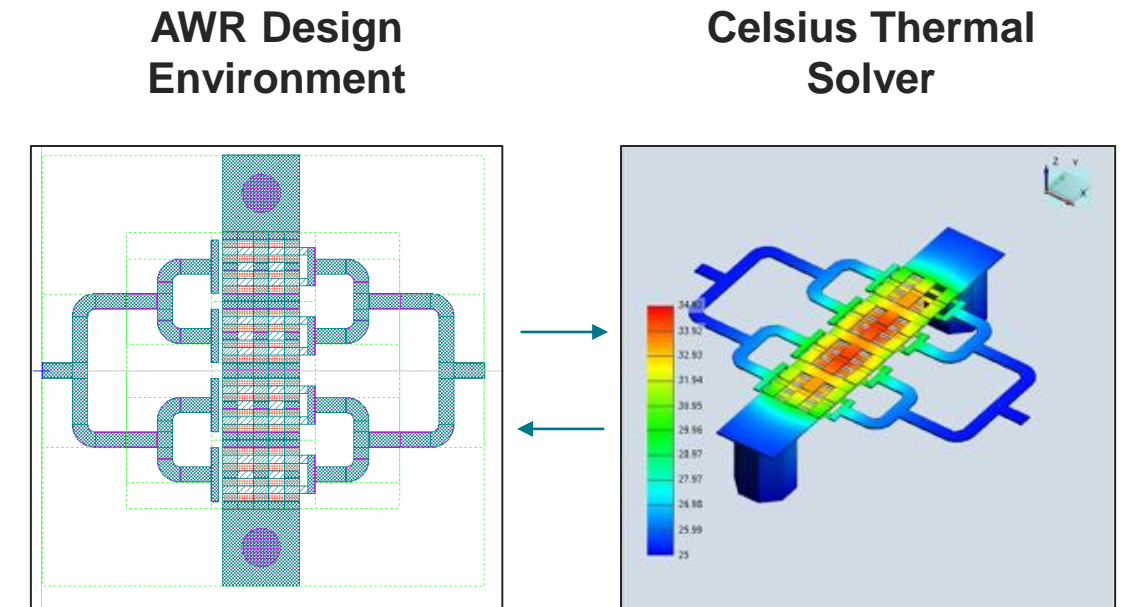 AWR Design
Environment
Celsius Thermal
Solver
Z
Y
X
33.92
32.93
31.94
30.95
29.96
28.97
27.97
26.98
25.99
25